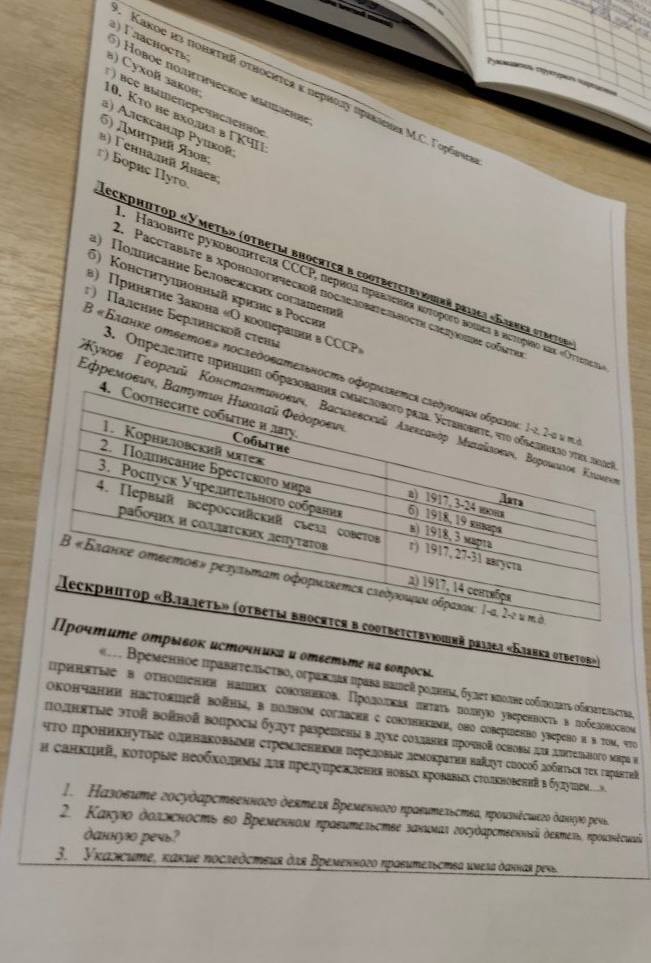 9. Какое из понятий относится к периоду правления М.С. Горбачева:
а) Гласность;
б) Новое политическое мышление;
в) Сухой закон;
г) все вышеперечисленное.
10. Кто не входил в ГКЧП:
а) Александр Руцкой;
б) Дмитрий Язов;
в) Геннадий Янаев;
г) Борис Пуго.
Дескриптор «Уметь» (ответы вносятся в соответствующий раздел «Бланка ответов»)
1. Назовите руководителя СССР, период правления которого вошел в историю как «Оттепель».
2. Расставьте в хронологической последовательности следующие события:
а) Подписание Беловежских соглашений
б) Конституционный кризис в России
в) Принятие Закона «О кооперации в СССР»
г) Падение Берлинской стены
В «Бланке ответов» последовательность оформляется следующим образом: 1-г, 2-а и т.д.
3. Определите принцип образования смыслового ряда. Установите, что объединяло этих людей.
Жуков Георгий Константинович, Василевский Александр Михайлович, Ворошилов Климент
Ефремович, Ватутин Николай Федорович.
4. Соотнесите событие и дату.
Событие Дата
1. Корниловский мятеж а) 1917, 3-24 июня
2. Подписание Брестского мира б) 1918, 19 января
3. Роспуск Учредительного собрания в) 1918, 3 марта
4. Первый всероссийский съезд советов г) 1917, 27-31 августа
рабочих и солдатских депутатов д) 1917, 14 сентября
В «Бланке ответов» результат оформляется следующим образом: 1-а, 2-г и т.д.
Дескриптор «Владеть» (ответы вносятся в соответствующий раздел «Бланка ответов»)
Прочтите отрывок источника и ответьте на вопросы.
«… Временное правительство, ограждая права нашей родины, будет вполне соблюдать обязательства,
принятые в отношении наших союзников. Продолжая питать полную уверенность в победоносном
окончании настоящей войны, в полном согласии с союзниками, оно совершенно уверено и в том, что
поднятые этой войной вопросы будут разрешены в духе создания прочной основы для длительного мира и
что проникнутые одинаковыми стремлениями передовые демократии найдут способ добиться тех гарантий
и санкций, которые необходимы для предупреждения новых кровавых столкновений в будущем…».
1. Назовите государственного деятеля Временного правительства, произнёсшего данную речь.
2. Какую должность во Временном правительстве занимал государственный деятель, произнёсший
данную речь?
3. Укажите, какие последствия для Временного правительства имела данная речь.